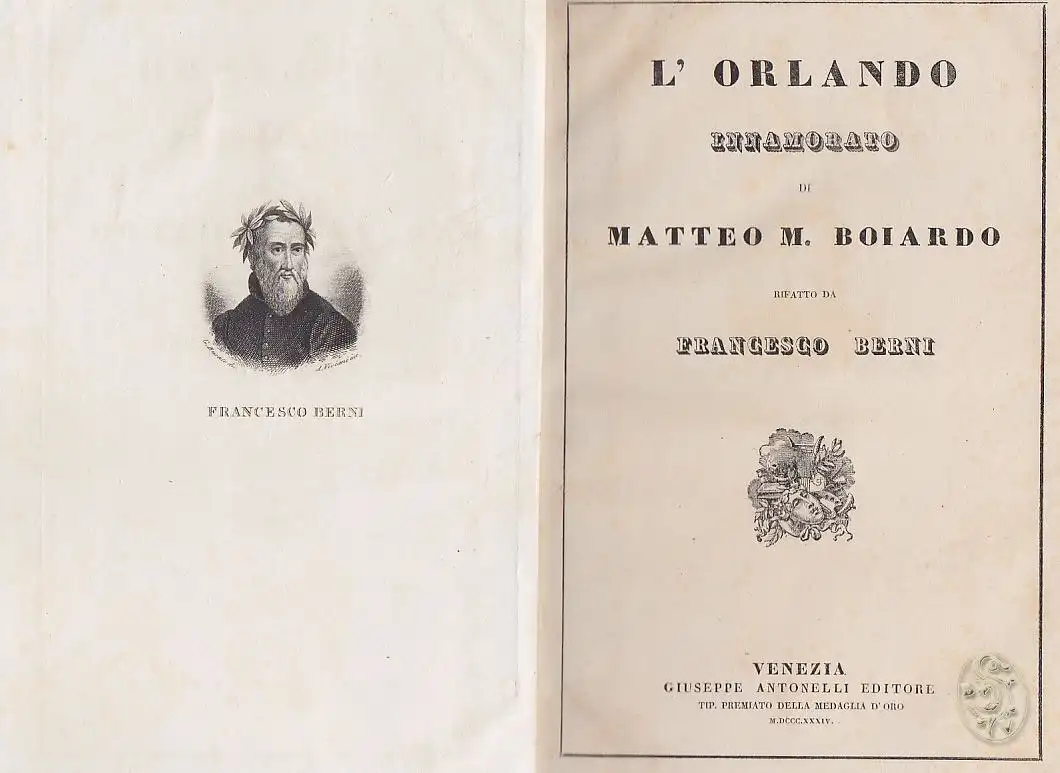 FRANCESCO BERNI
L' ORLANDO
INNAMORATO
DI
MATTEO M. BOIARDO
RIFATTO DA
FRANCESCO BERNI
VENEZIA
GIUSEPPE ANTONELLI EDITORE
TIP. PREMIATO DELLA MEDAGLIA D' ORO
M.DCCC.XXXIV.